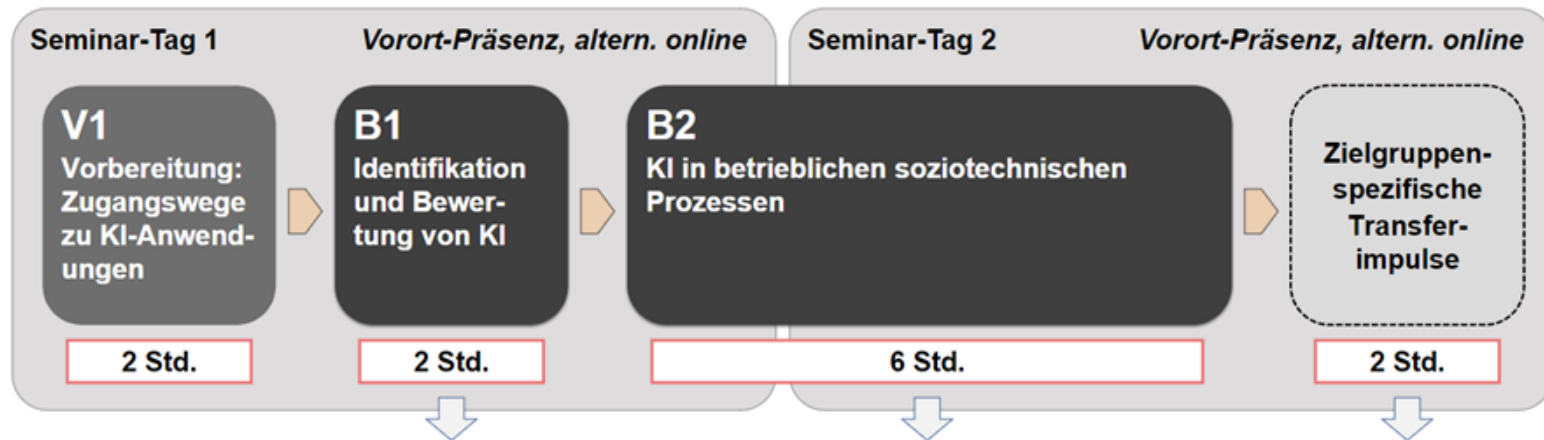 Seminar-Tag 1
Vorort-Präsenz, altern. online
Seminar-Tag 2
Vorort-Präsenz, altern. online
V1
Vorbereitung:
Zugangswege
zu KI-Anwend-
ungen
B1
Identifikation
und Bewer-
tung von KI
B2
KI in betrieblichen soziotechnischen
Prozessen
Zielgruppen-
spezifische
Transfer-
impulse
2 Std.
2 Std.
6 Std.
2 Std.